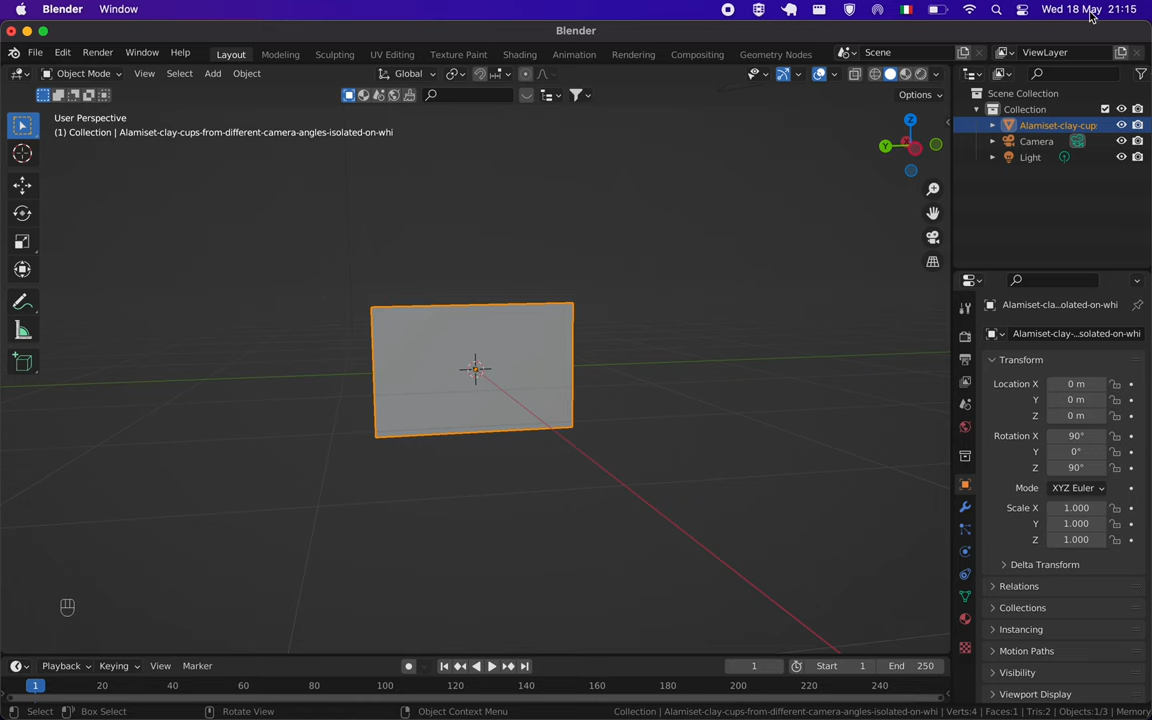 Blender Window Wed 18 May 21:15
Blender
File Edit Render Window Help Layout Modeling Sculpting UV Editing Texture Paint Shading Animation Rendering Compositing Geometry Nodes Scene ViewLayer
Object Mode View Select Add Object Global
Options
User Perspective
(1) Collection | Alamiset-clay-cups-from-different-camera-angles-isolated-on-whi
Z
Y
X
Scene Collection
Collection
Alamiset-clay-cup
Camera
Light
Alamiset-cla...olated-on-whi
Alamiset-clay-...solated-on-whi
Transform
Location X 0 m
Y 0 m
Z 0 m
Rotation X 90°
Y 0°
Z 90°
Mode XYZ Euler
Scale X 1.000
Y 1.000
Z 1.000
Delta Transform
Relations
Collections
Instancing
Motion Paths
Visibility
Viewport Display
Playback Keying View Marker 1 Start 1 End 250
1 20 40 60 80 100 120 140 160 180 200 220 240
Select Box Select Rotate View Object Context Menu Collection | Alamiset-clay-cups-from-different-camera-angles-isolated-on-whi | Verts:4 | Faces:1 | Tris:2 | Objects:1/3 | Memory